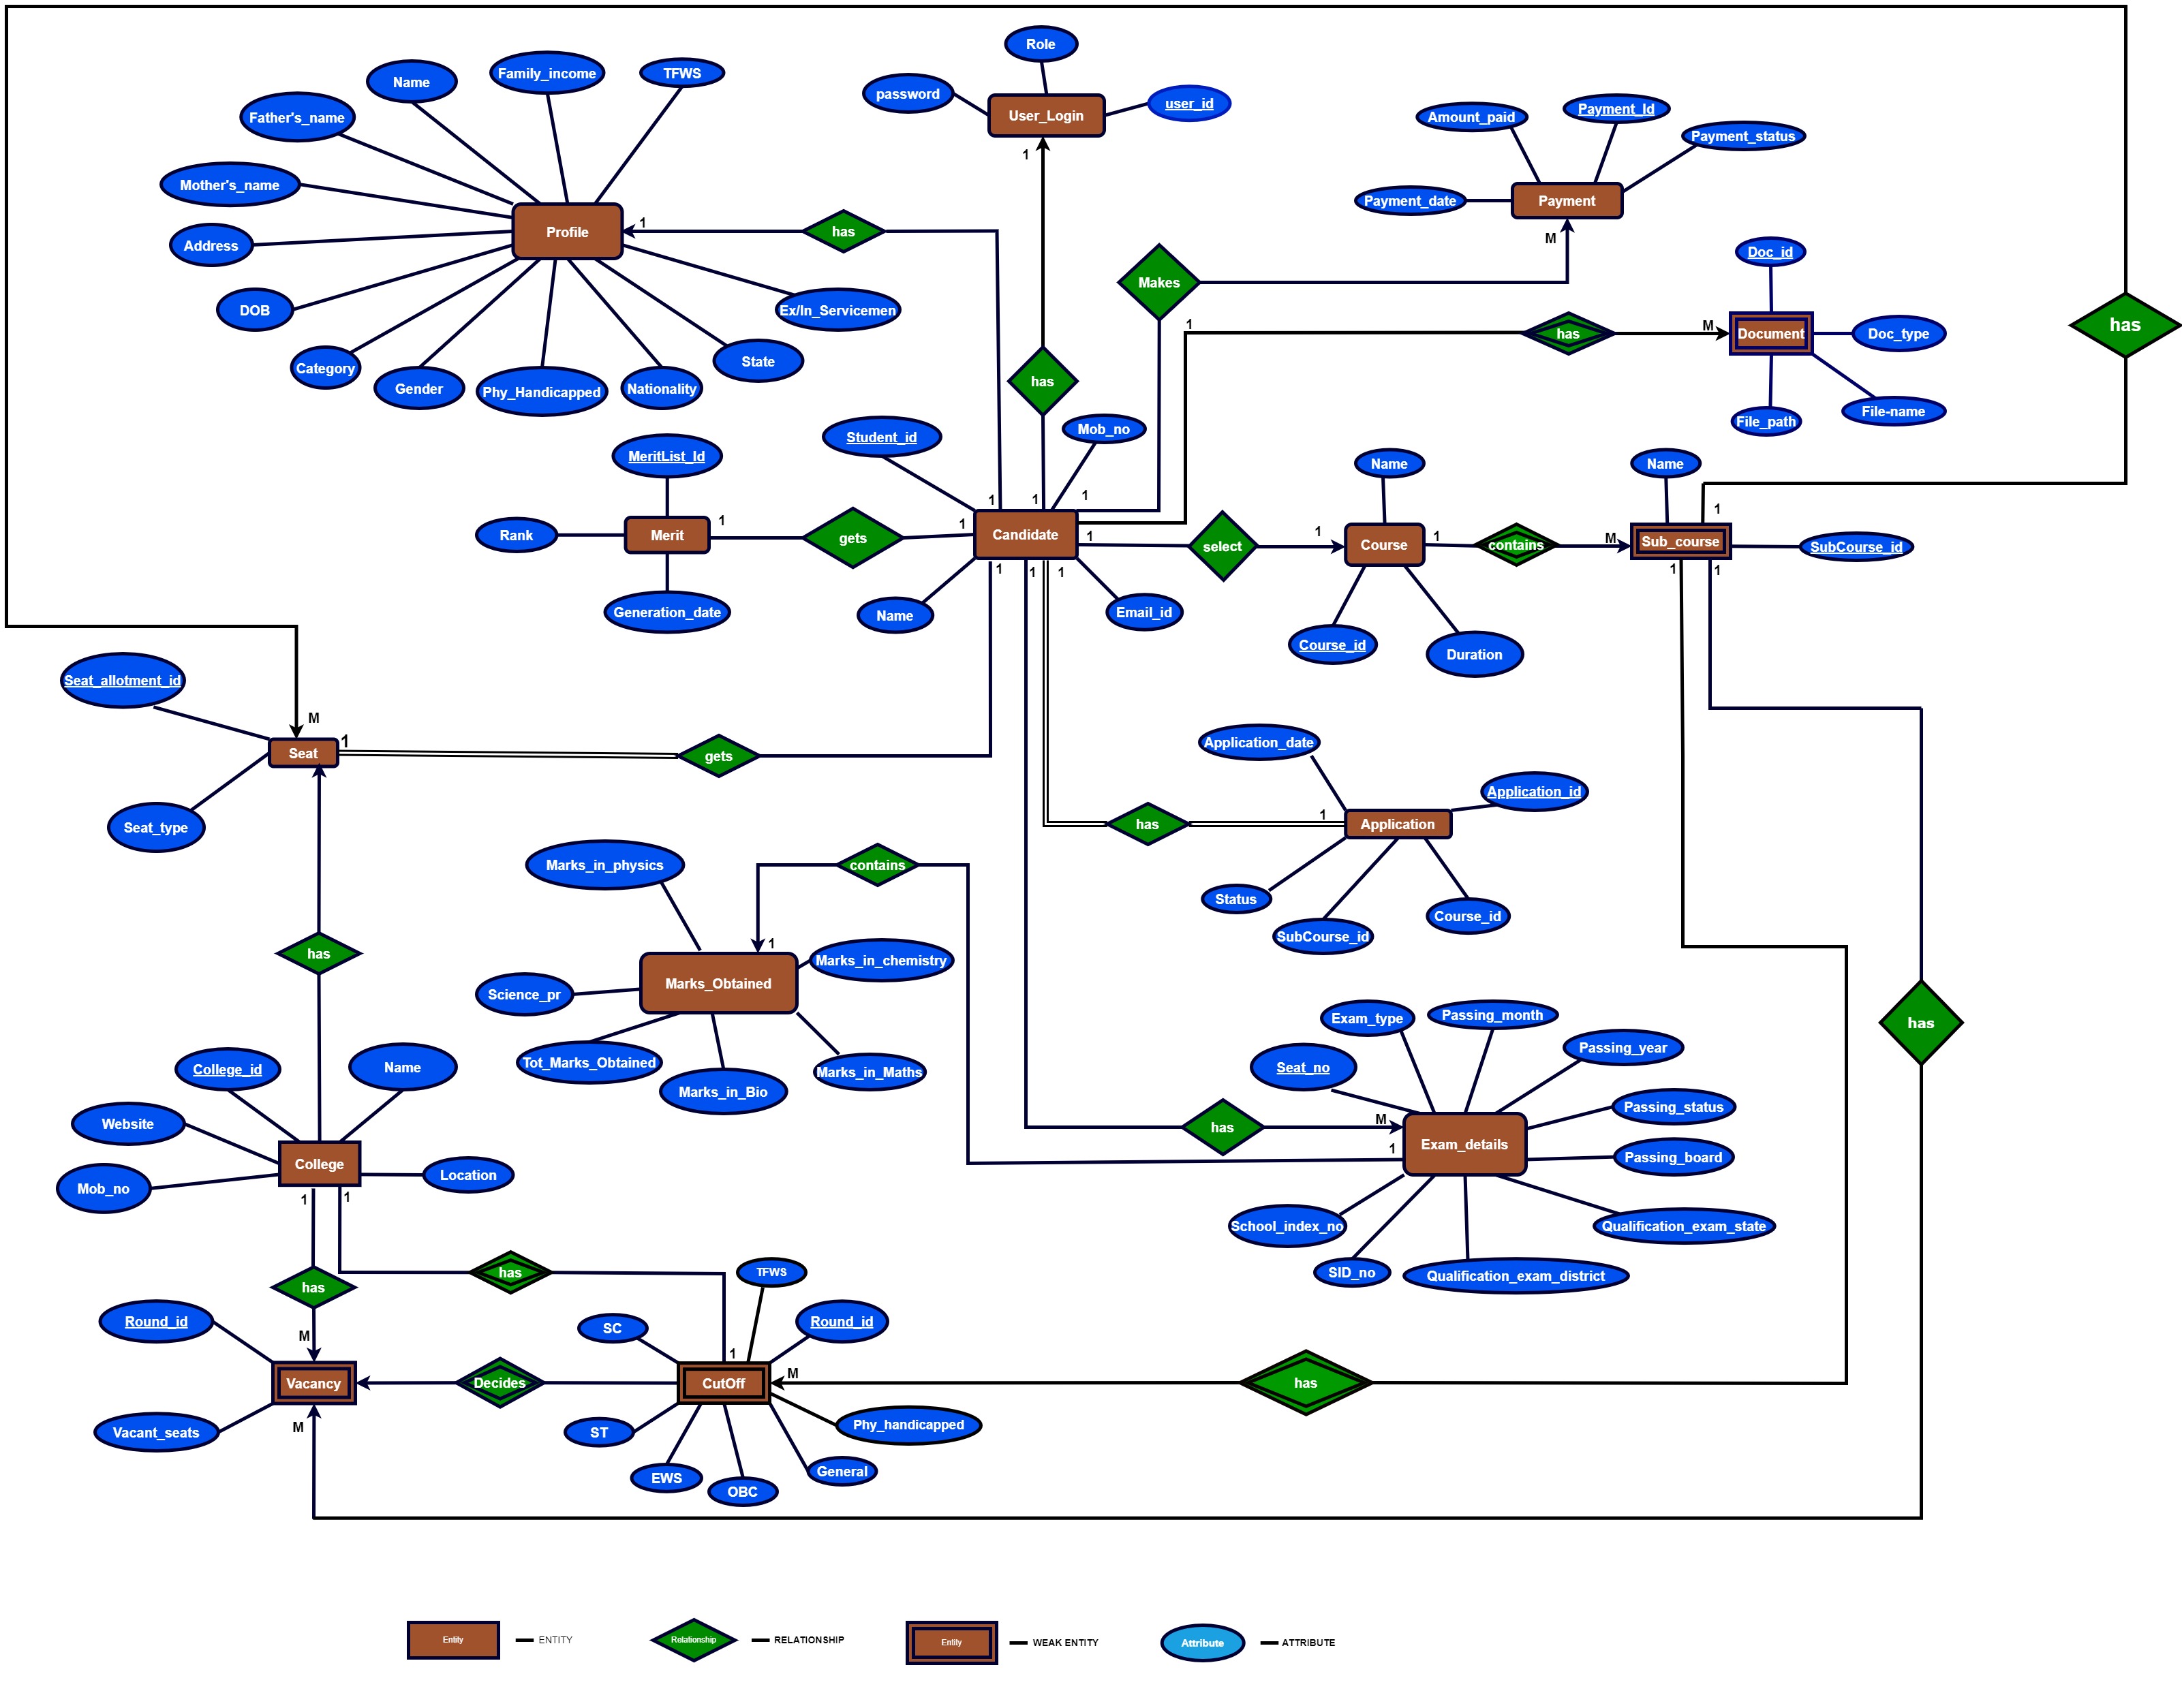 Role
Family_income
TFWS
Name
password
user_id
Father's_name
User_Login
Amount_paid
Payment_Id
Payment_status
1
Mother's_name
Payment_date
Payment
Profile
1
has
M
Address
Makes
Doc_id
DOB
Ex/In_Servicemen
1
has
M
Document
Doc_type
has
Category
Gender
Phy_Handicapped
Nationality
State
has
File_path
File-name
Student_id
Mob_no
MeritList_Id
Name
Name
1
1
1
1
Rank
Merit
1
gets
1
Candidate
1
select
1
Course
1
contains
M
Sub_course
SubCourse_id
1
1
1
1
1
Generation_date
Name
Email_id
Course_id
Duration
Seat_allotment_id
M
Seat
1
gets
Application_date
Application_id
Seat_type
has
1
Application
Marks_in_physics
contains
Status
SubCourse_id
Course_id
has
1
Marks_in_chemistry
Science_pr
Marks_Obtained
Exam_type
Passing_month
has
Tot_Marks_Obtained
Marks_in_Bio
Marks_in_Maths
Seat_no
Passing_year
College_id
Name
Passing_status
Website
has
M
1
Exam_details
Passing_board
College
Location
Mob_no
1
1
School_index_no
Qualification_exam_state
has
has
TFWS
SID_no
Qualification_exam_district
Round_id
SC
Round_id
M
1
Vacancy
Decides
CutOff
M
has
M
Vacant_seats
ST
Phy_handicapped
EWS
OBC
General
Entity
ENTITY
Relationship
RELATIONSHIP
Entity
WEAK ENTITY
Attribute
ATTRIBUTE